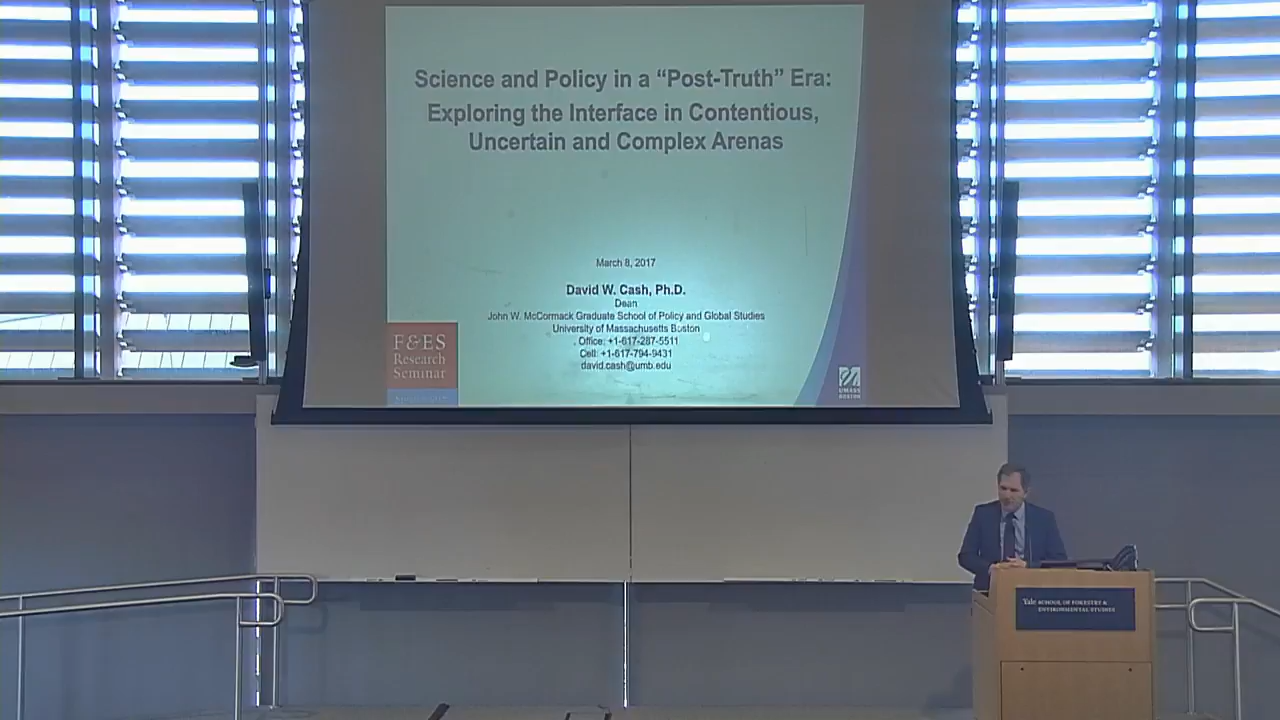 Science and Policy in a “Post-Truth” Era:
Exploring the Interface in Contentious,
Uncertain and Complex Arenas
March 8, 2017
David W. Cash, Ph.D.
Dean
John W. McCormack Graduate School of Policy and Global Studies
University of Massachusetts Boston
Office: +1-617-287-5511
Cell: +1-617-794-9431
david.cash@umb.edu
F&ES
Research
Seminar
UMASS
BOSTON
Yale SCHOOL OF FORESTRY &
ENVIRONMENTAL STUDIES